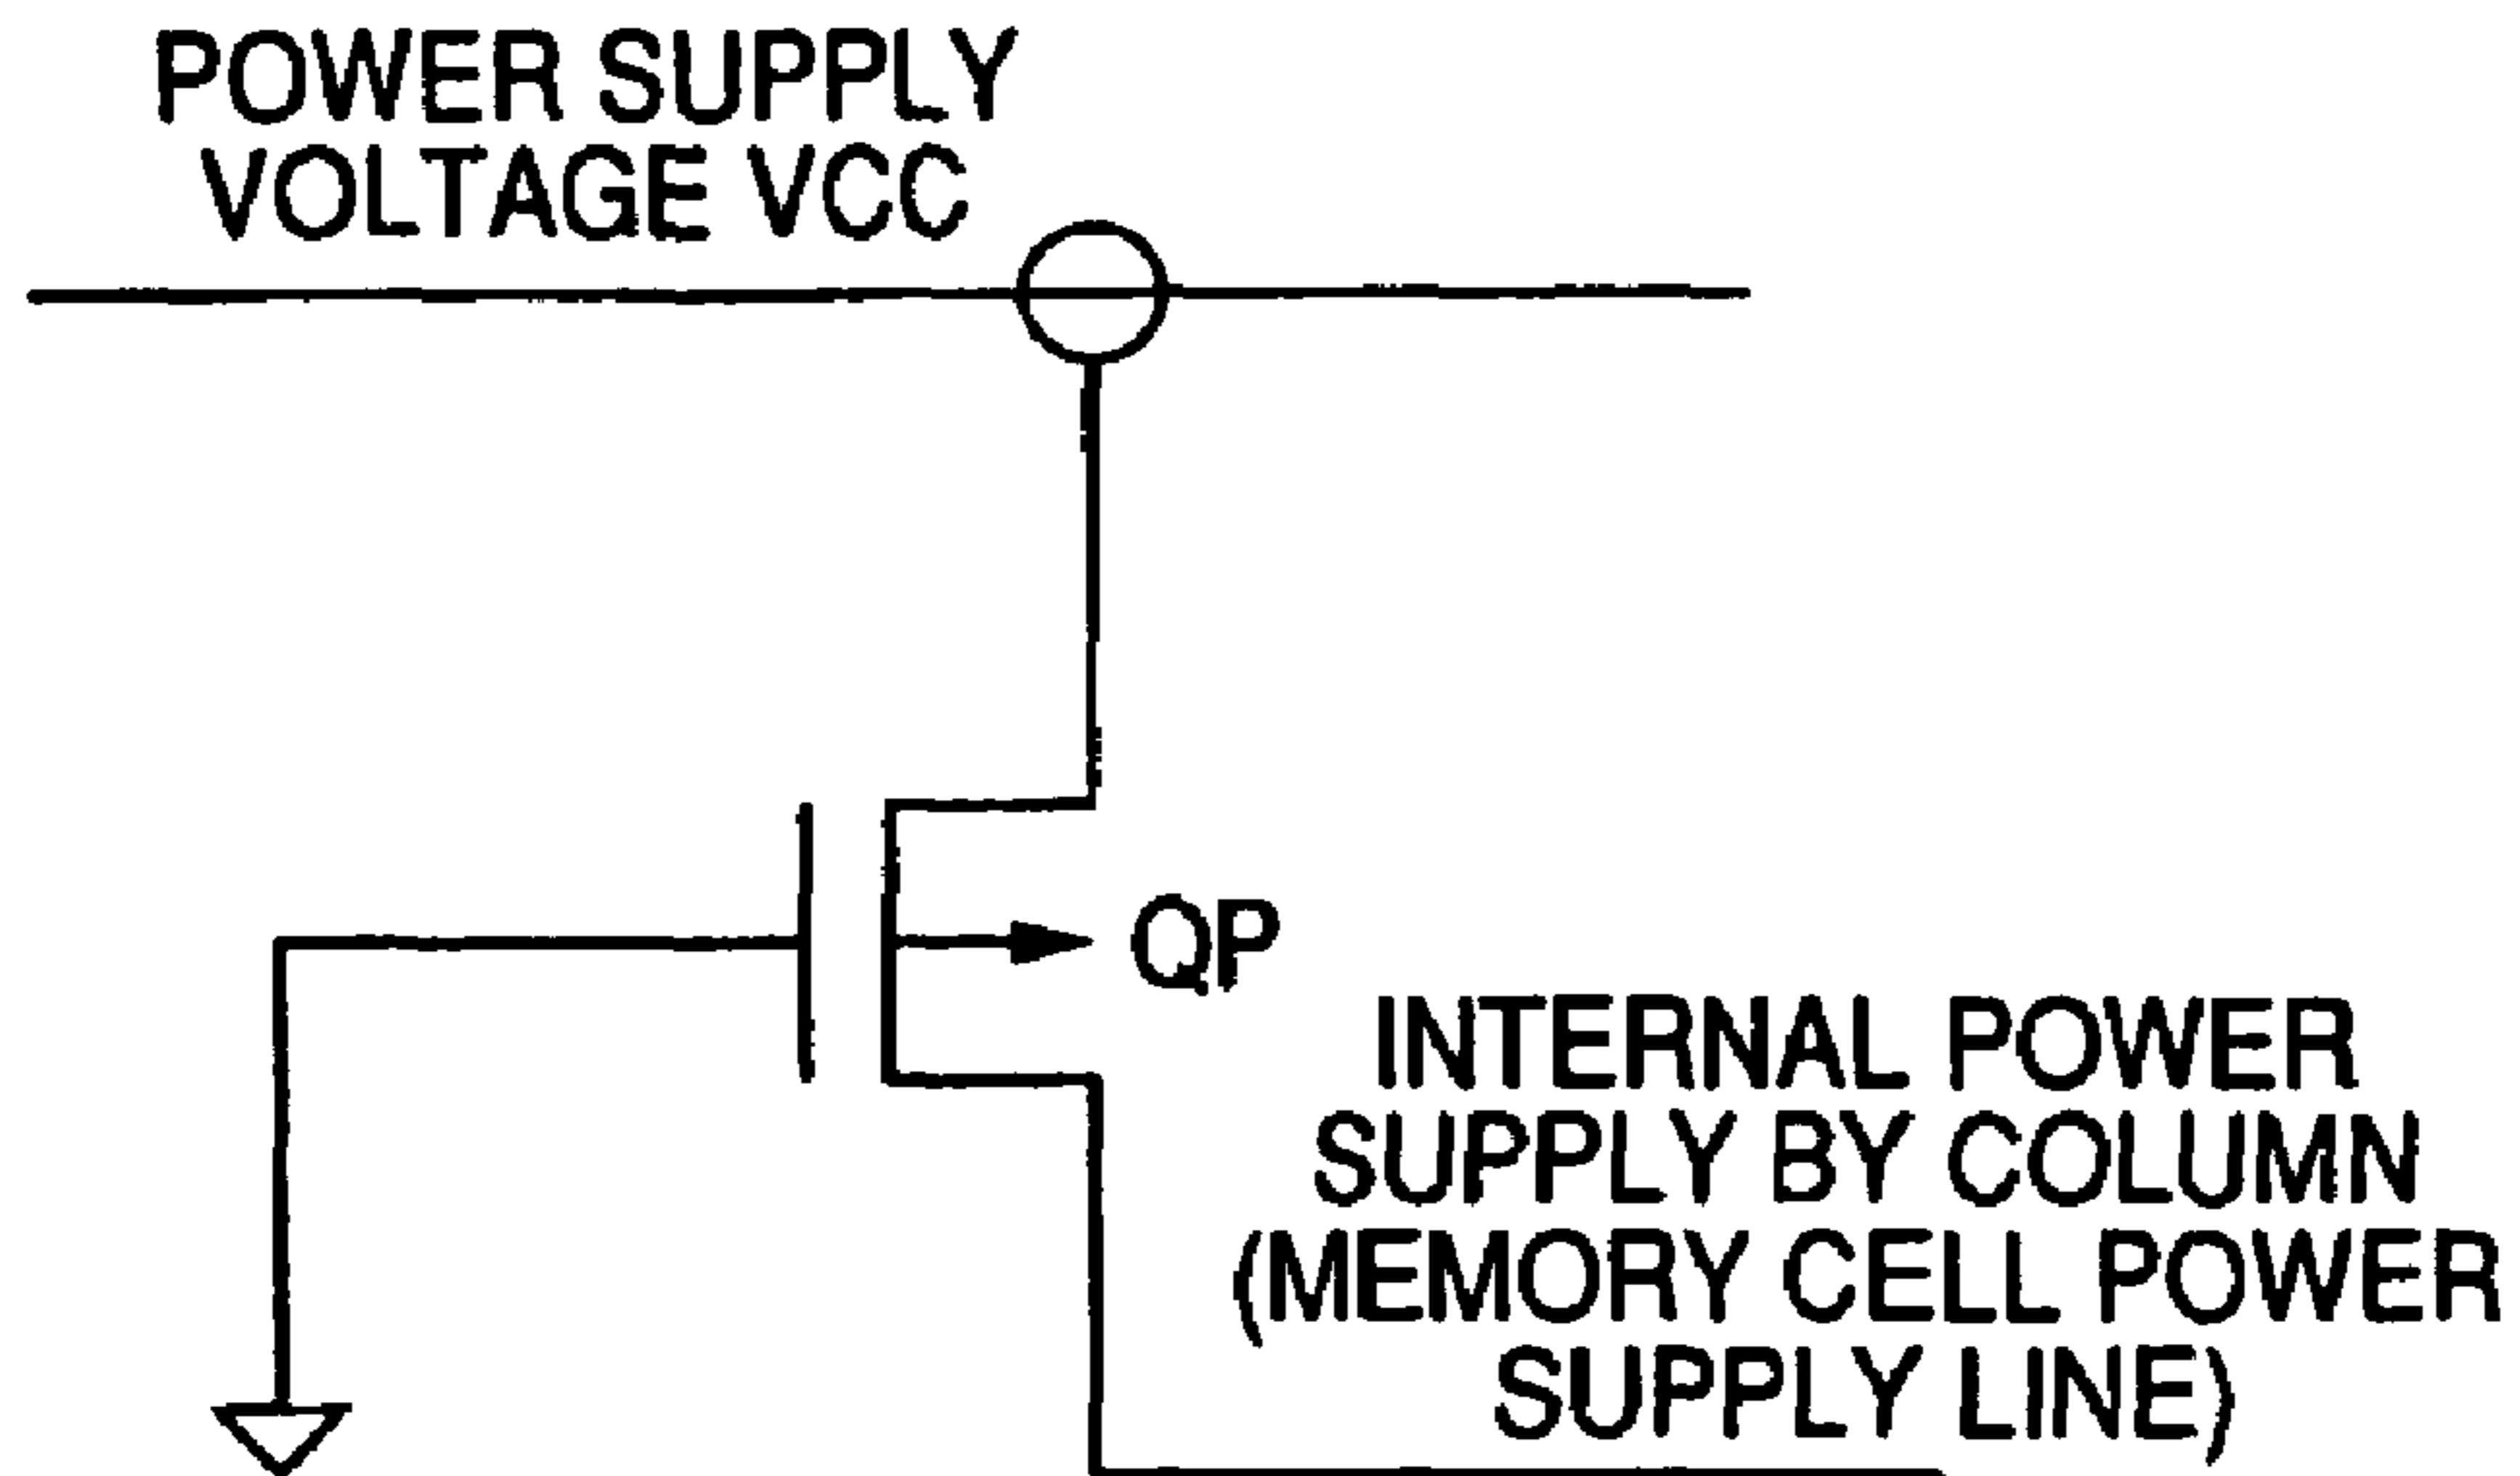 POWER SUPPLY
VOLTAGE VCC
QP
INTERNAL POWER
SUPPLY BY COLUMN
(MEMORY CELL POWER
SUPPLY LINE)